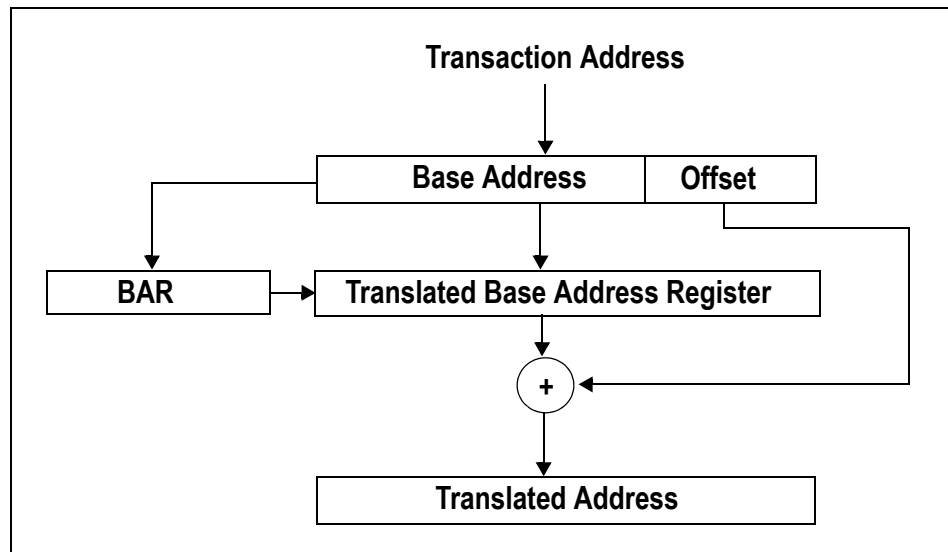 Transaction Address
Base Address
Offset
BAR
Translated Base Address Register
+
Translated Address